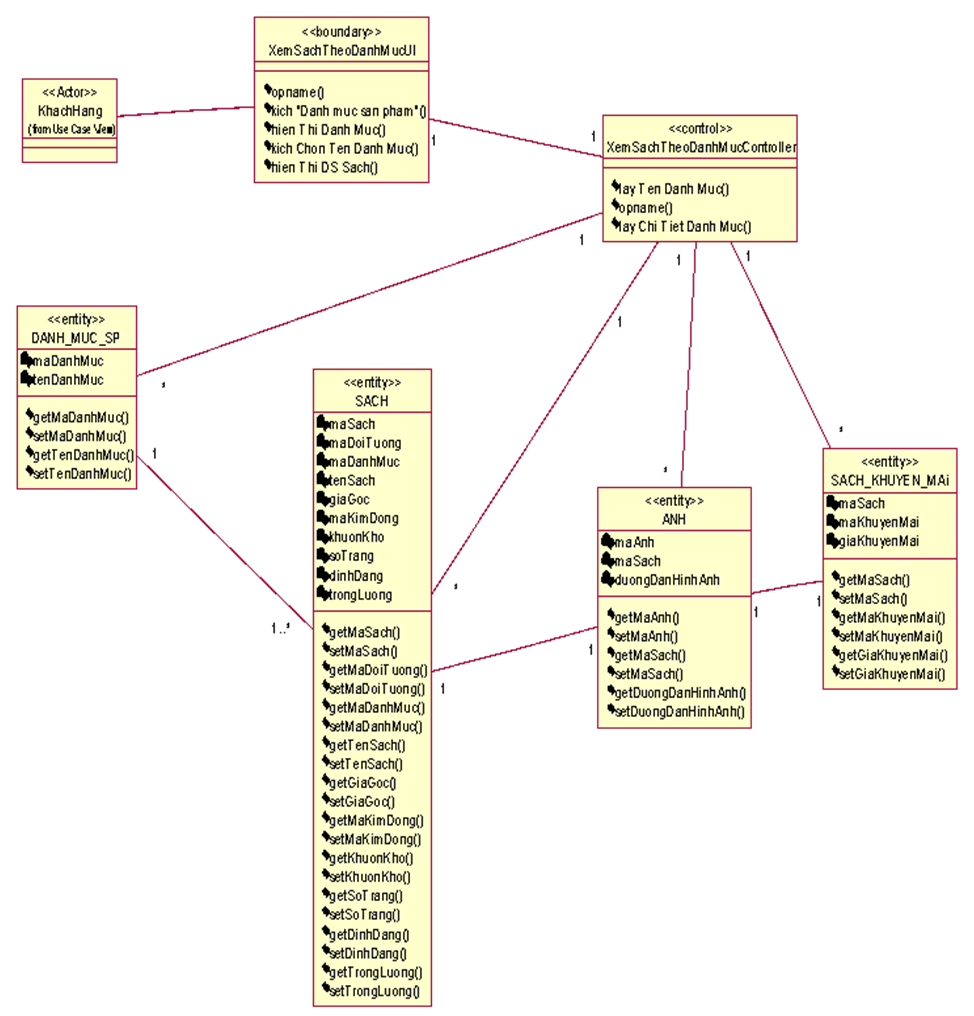 <<boundary>>
XemSachTheoDanhMucUI
opname()
kich "Danh muc san pham"()
hien Thi Danh Muc()
kich Chon Ten Danh Muc()
hien Thi DS Sach()
<<Actor>>
KhachHang
(from Use Case View)
1
1
<<control>>
XemSachTheoDanhMucController
lay Ten Danh Muc()
opname()
lay Chi Tiet Danh Muc()
1
1
1
1
<<entity>>
DANH_MUC_SP
maDanhMuc
tenDanhMuc
getMaDanhMuc()
setMaDanhMuc()
getTenDanhMuc()
setTenDanhMuc()
*
1
1..*
<<entity>>
SACH
maSach
maDoiTuong
maDanhMuc
tenSach
giaGoc
maKimDong
khuonKho
soTrang
dinhDang
trongLuong
getMaSach()
setMaSach()
getMaDoiTuong()
setMaDoiTuong()
getMaDanhMuc()
setMaDanhMuc()
getTenSach()
setTenSach()
getGiaGoc()
setGiaGoc()
getMaKimDong()
setMaKimDong()
getKhuonKho()
setKhuonKho()
getSoTrang()
setSoTrang()
getDinhDang()
setDinhDang()
getTrongLuong()
setTrongLuong()
*
1
*
<<entity>>
ANH
maAnh
maSach
duongDanHinhAnh
getMaAnh()
setMaAnh()
getMaSach()
setMaSach()
getDuongDanHinhAnh()
setDuongDanHinhAnh()
1
1
1
*
<<entity>>
SACH_KHUYEN_MAi
maSach
maKhuyenMai
giaKhuyenMai
getMaSach()
setMaSach()
getMaKhuyenMai()
setMaKhuyenMai()
getGiaKhuyenMai()
setGiaKhuyenMai()